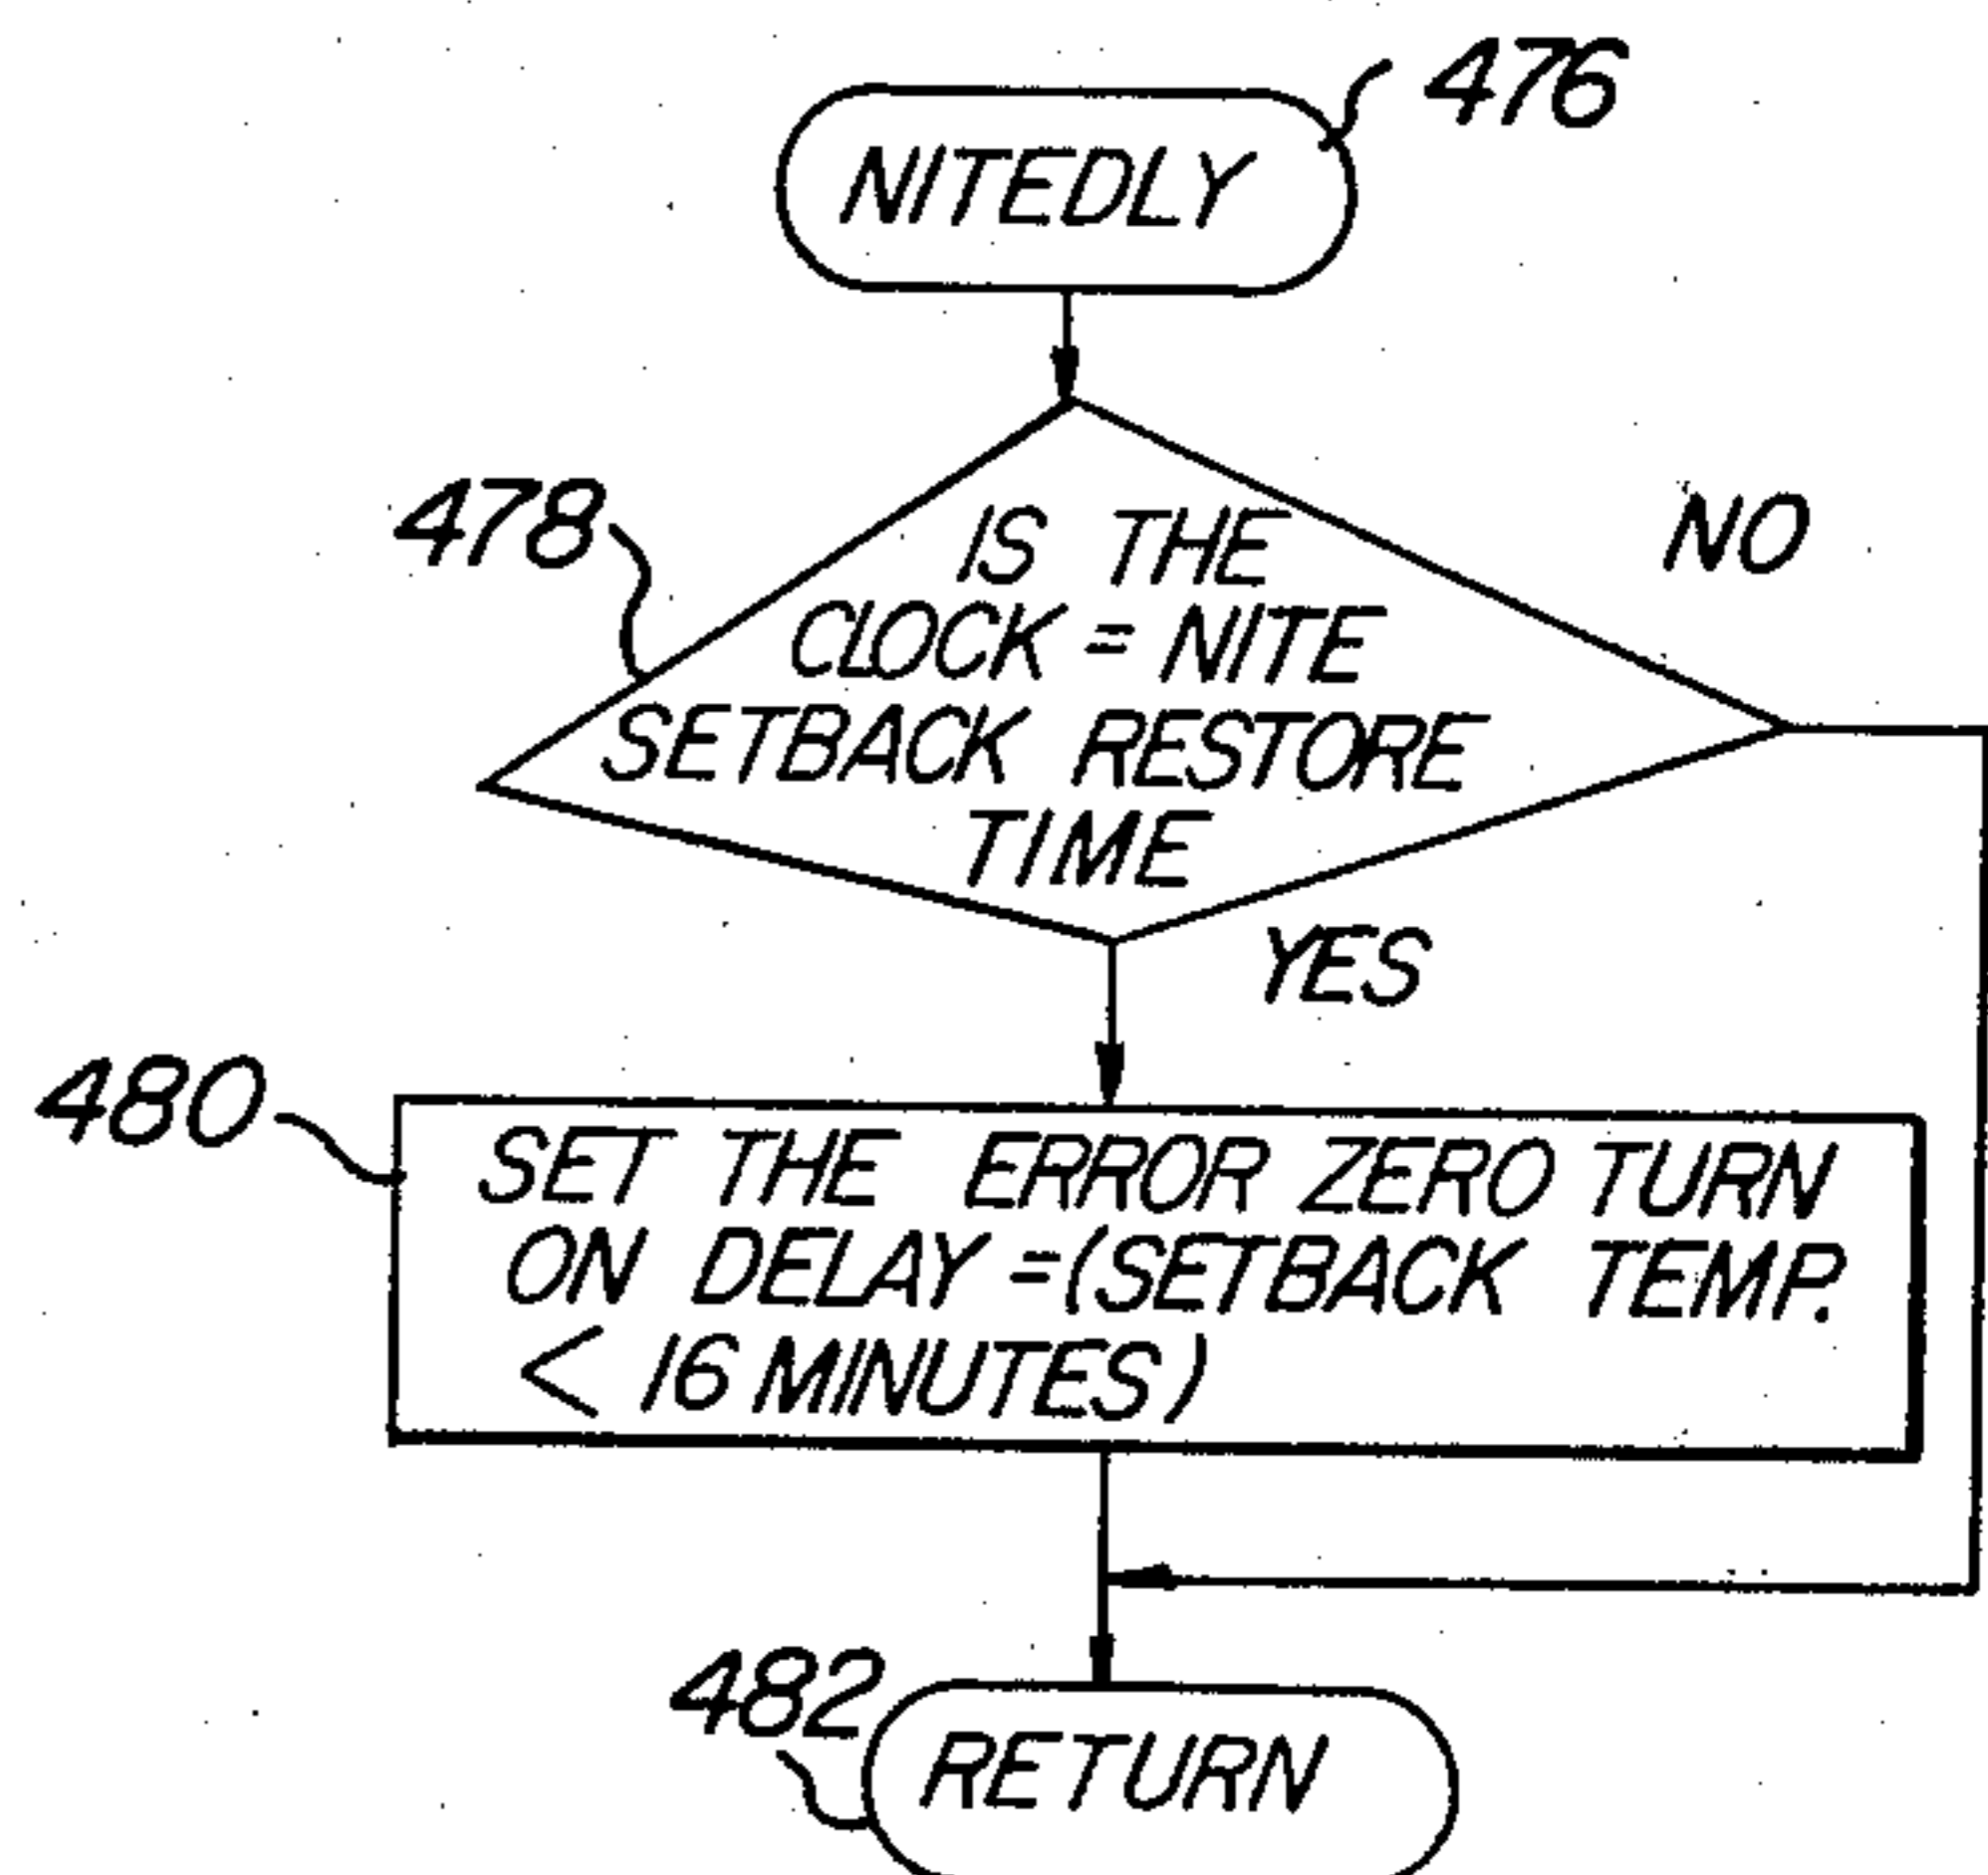 476
NITEDLY
478
IS THE
CLOCK = NITE
SETBACK RESTORE
TIME
NO
YES
480
SET THE ERROR ZERO TURN
ON DELAY =(SETBACK TEMP.
< 16 MINUTES)
482
RETURN